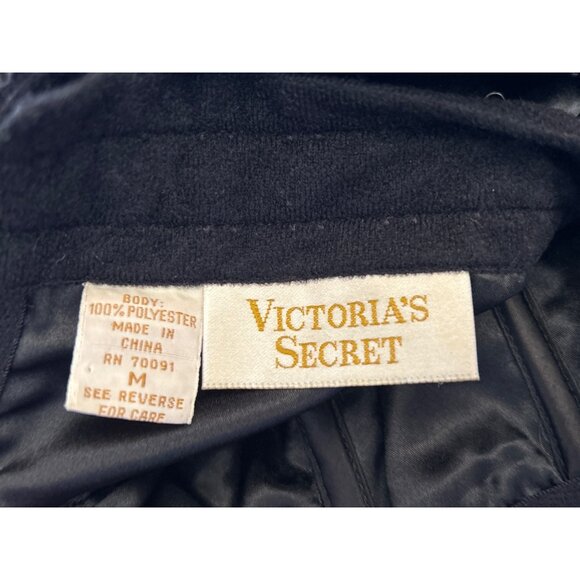 BODY:
100% POLYESTER
MADE IN
CHINA
RN 70091
M
SEE REVERSE
FOR CARE
VICTORIA'S
SECRET